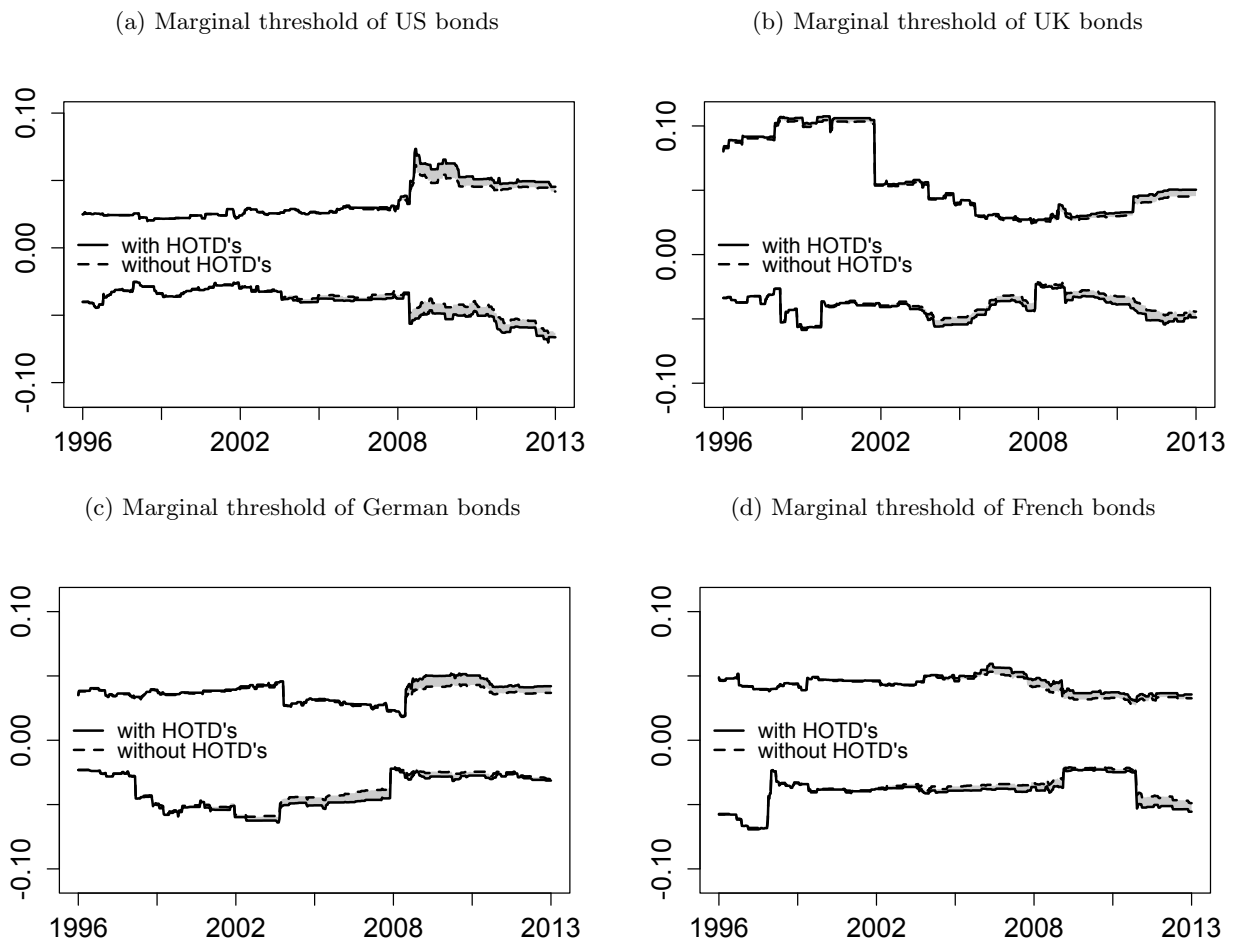 (a) Marginal threshold of US bonds
0.10
0.00
-0.10
with HOTD's
without HOTD's
1996 2002 2008 2013
(b) Marginal threshold of UK bonds
0.10
0.00
-0.10
with HOTD's
without HOTD's
1996 2002 2008 2013
(c) Marginal threshold of German bonds
0.10
0.00
-0.10
with HOTD's
without HOTD's
1996 2002 2008 2013
(d) Marginal threshold of French bonds
0.10
0.00
-0.10
with HOTD's
without HOTD's
1996 2002 2008 2013